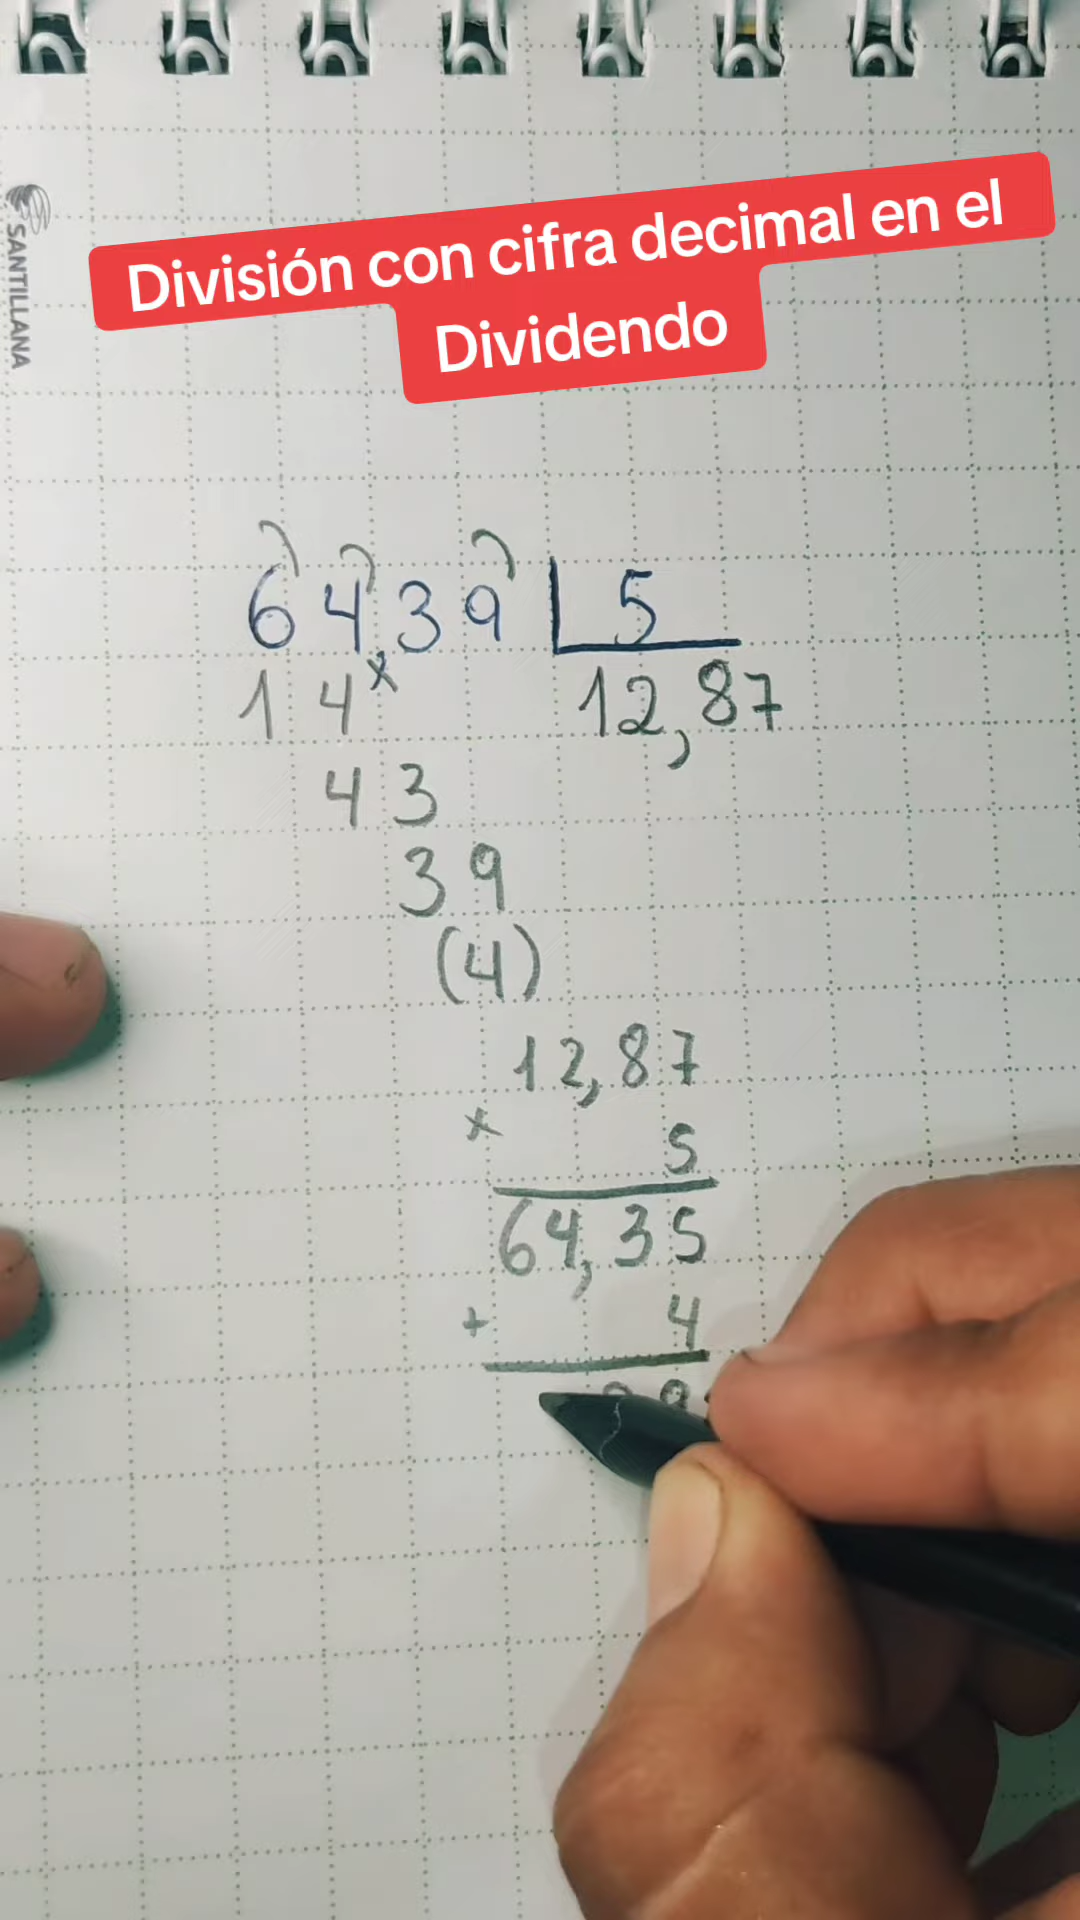 SANTILLANA
División con cifra decimal en el
Dividendo
64,39 5
14x 12,87
43
39
(4)
12,87
x 5
64,35
+ 4